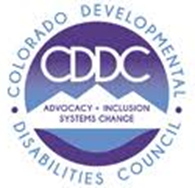 COLORADO DEVELOPMENTAL
CDDC
ADVOCACY • INCLUSION
SYSTEMS CHANGE
DISABILITIES COUNCIL